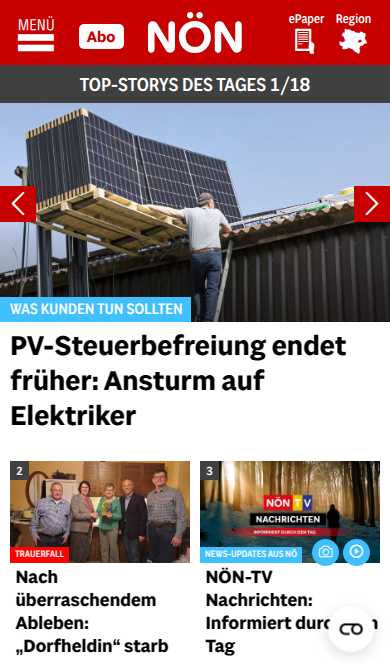 MENÜ
Abo
NÖN
ePaper
Region
TOP-STORYS DES TAGES 1/18
WAS KUNDEN TUN SOLLTEN
PV-Steuerbefreiung endet
früher: Ansturm auf
Elektriker
2
TRAUERFALL
Nach
überraschendem
Ableben:
„Dorfheldin“ starb
3
NÖN TV
NACHRICHTEN
INFORMIERT DURCH DEN TAG
NEWS-UPDATES AUS NÖ
NÖN-TV
Nachrichten:
Informiert
Tag